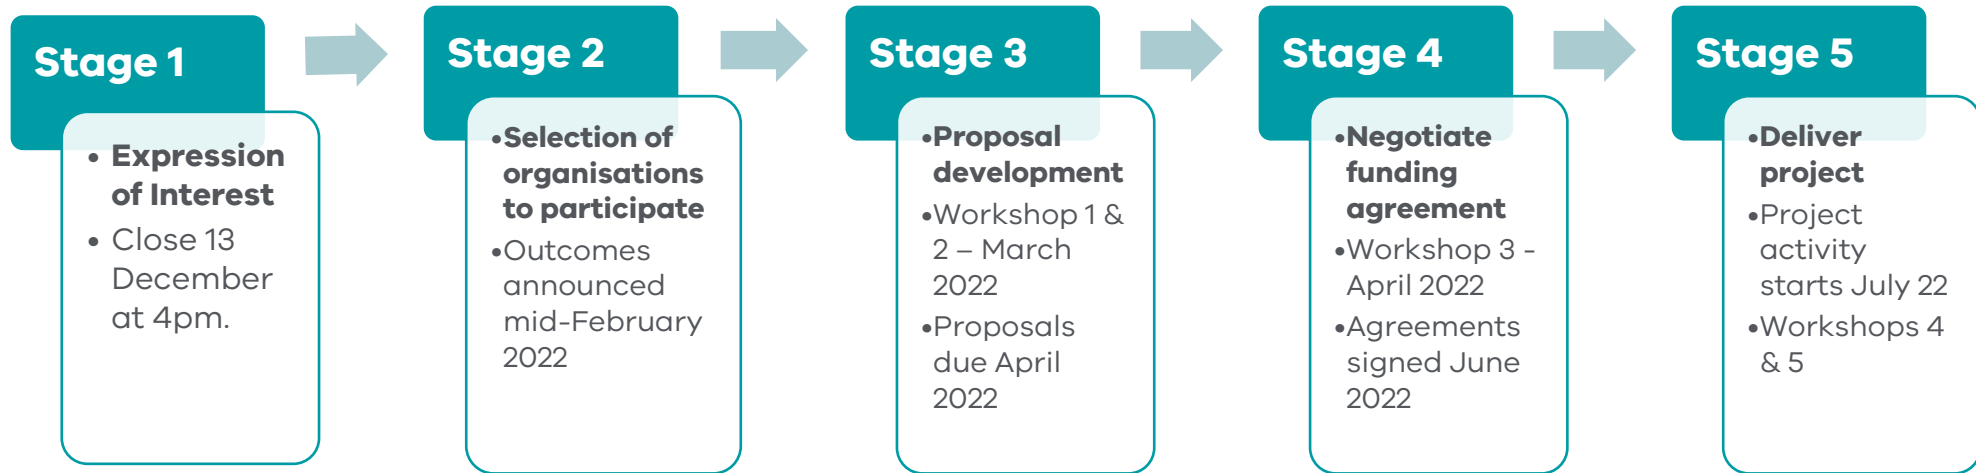 Stage 1
• Expression
of Interest
• Close 13
December
at 4pm.
Stage 2
•Selection of
organisations
to participate
•Outcomes
announced
mid-February
2022
Stage 3
•Proposal
development
•Workshop 1 &
2 – March
2022
•Proposals
due April
2022
Stage 4
•Negotiate
funding
agreement
•Workshop 3 -
April 2022
•Agreements
signed June
2022
Stage 5
•Deliver
project
•Project
activity
starts July 22
•Workshops 4
& 5